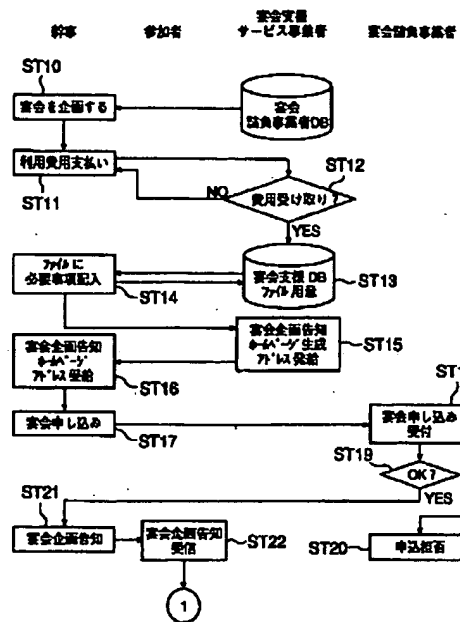 幹事
参加者
宴会支援
サービス事業者
宴会請負事業者
ST10
宴会を企画する
宴会
請負事業者DB
利用費用支払い
ST11
ST12
費用受け取り?
NO
YES
ファイルに
必要事項記入
ST14
宴会支援DB
ファイル用意
ST13
宴会企画告知
ホームページ生成
アドレス発給
ST15
宴会企画告知
ホームページ
アドレス受給
ST16
宴会申し込み
ST17
宴会申し込み
受付
ST19
OK?
YES
ST21
宴会企画告知
宴会企画告知
受信
ST22
ST20
申込拒否
1